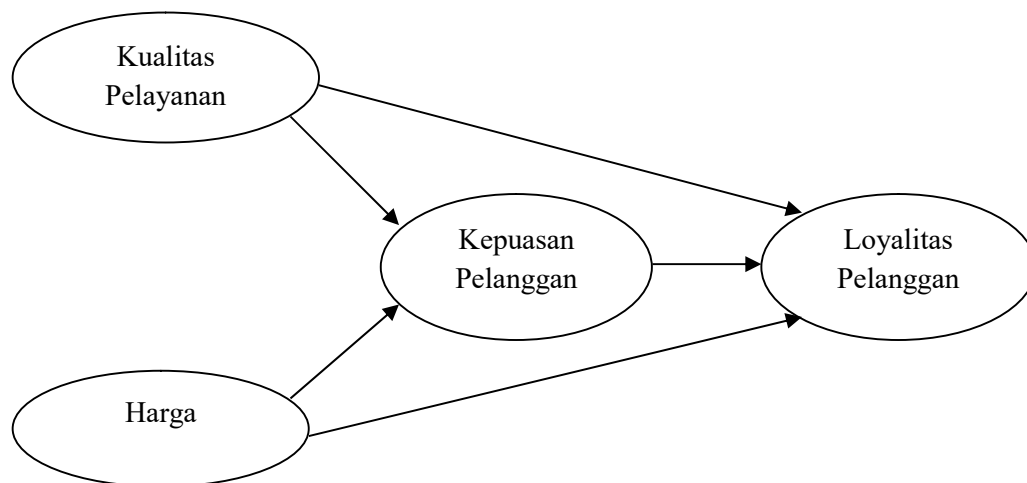 Kualitas
Pelayanan
Kepuasan
Pelanggan
Loyalitas
Pelanggan
Harga